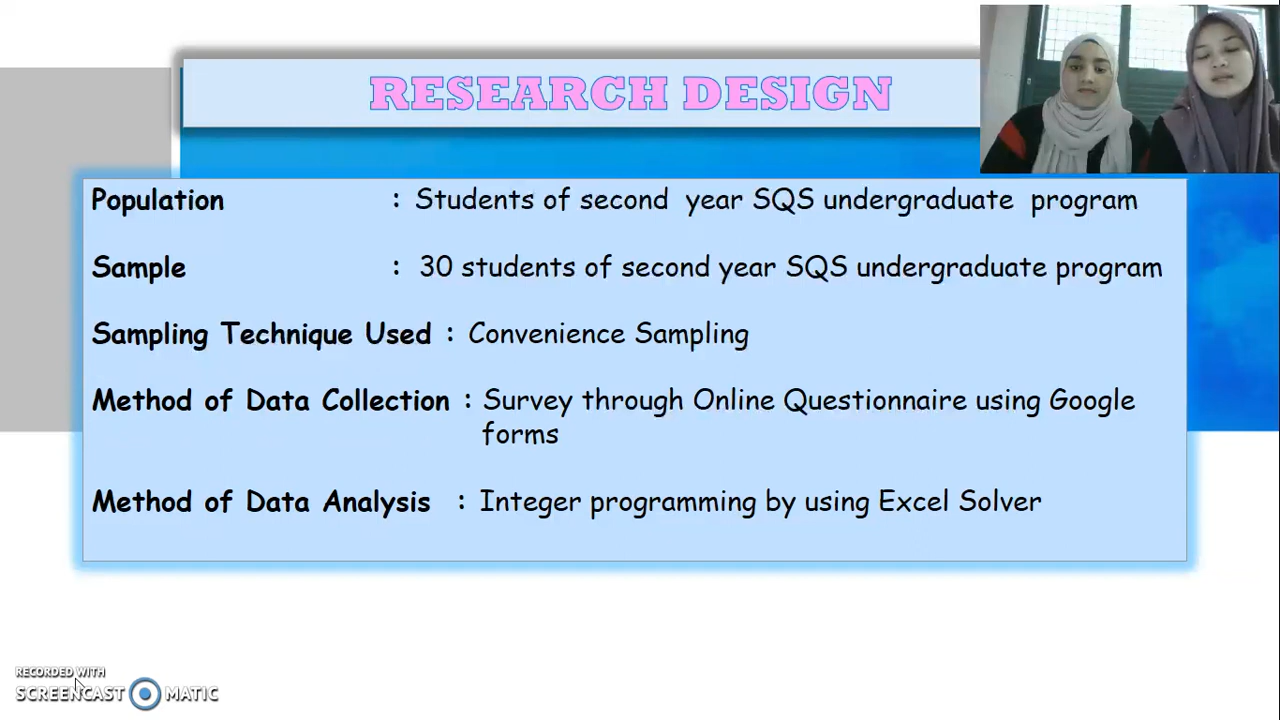 RESEARCH DESIGN
Population : Students of second year SQS undergraduate program
Sample : 30 students of second year SQS undergraduate program
Sampling Technique Used : Convenience Sampling
Method of Data Collection : Survey through Online Questionnaire using Google
forms
Method of Data Analysis : Integer programming by using Excel Solver
RECORDED WITH
SCREENCAST MATIC